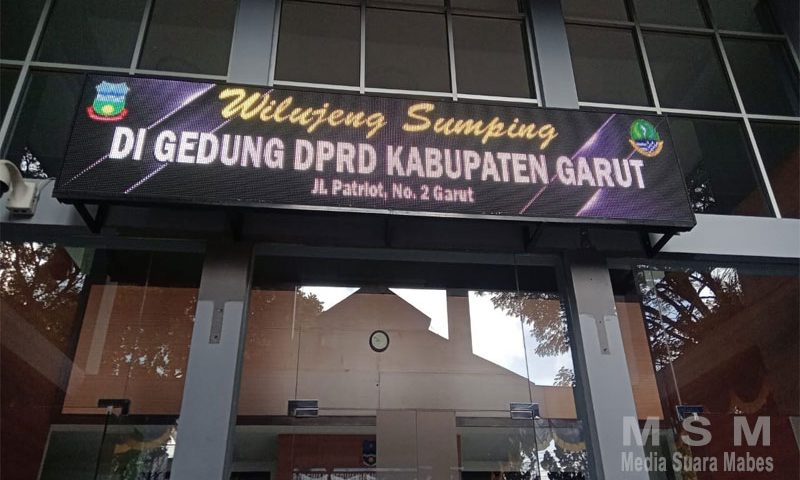 Wilujeng Sumping
DI GEDUNG DPRD KABUPATEN GARUT
Jl. Patriot, No. 2 Garut
M S M
Media Suara Mabes